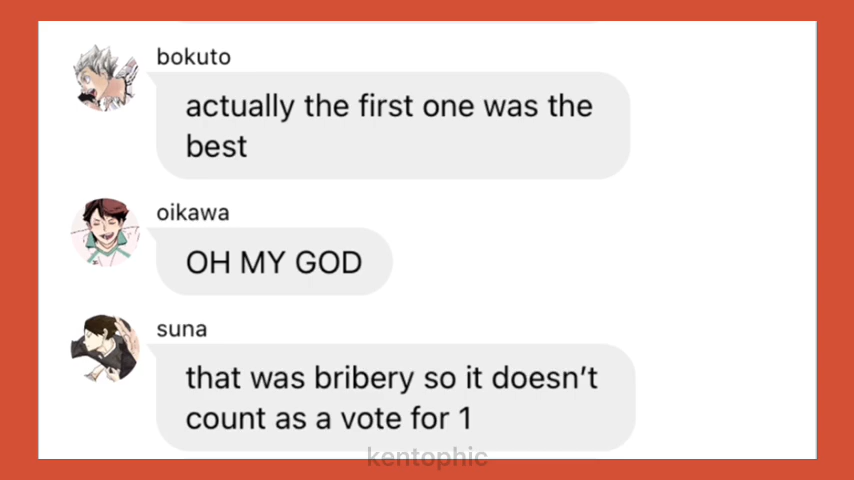 bokuto
actually the first one was the
best
oikawa
OH MY GOD
suna
that was bribery so it doesn't
count as a vote for 1
kentophic